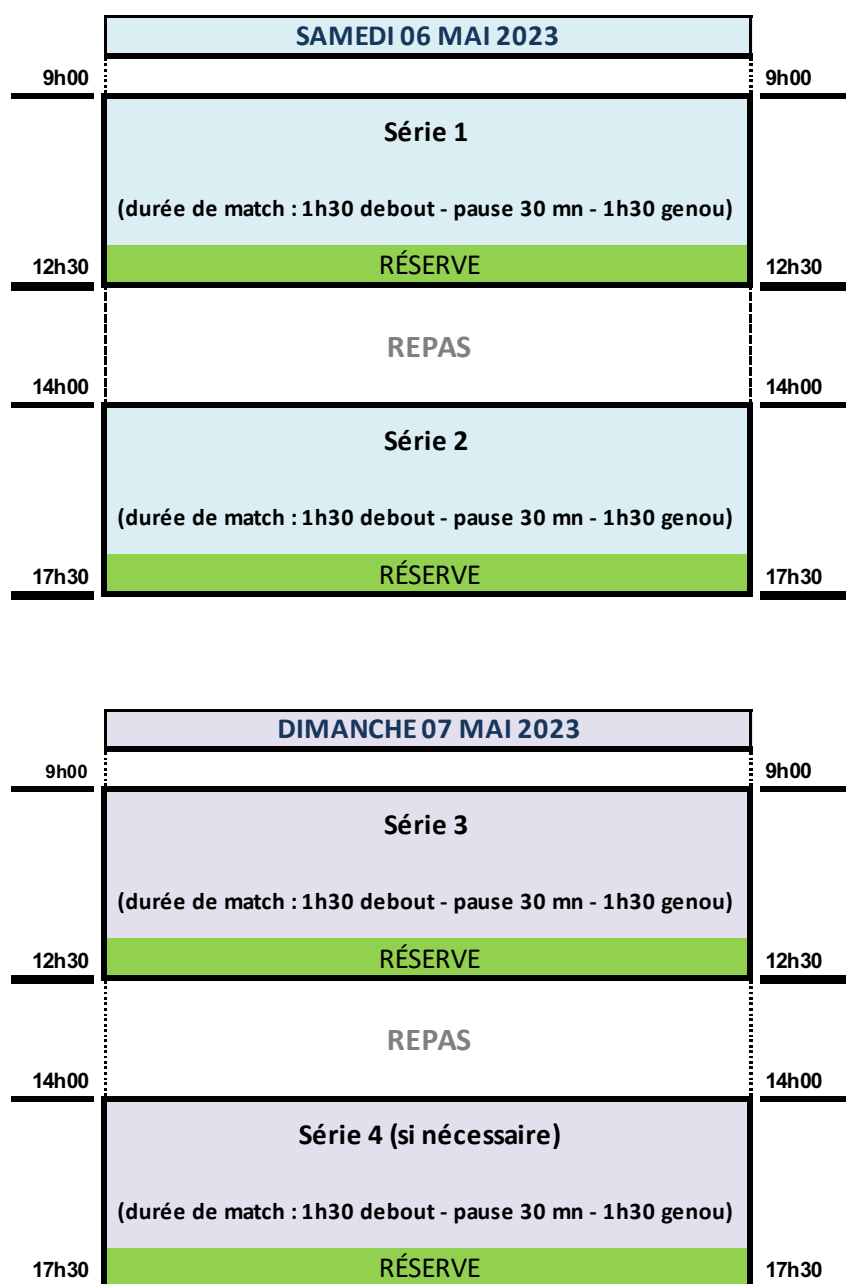 SAMEDI 06 MAI 2023
9h00 9h00
Série 1
(durée de match : 1h30 debout - pause 30 mn - 1h30 genou)
12h30 RÉSERVE 12h30
REPAS
14h00 14h00
Série 2
(durée de match : 1h30 debout - pause 30 mn - 1h30 genou)
17h30 RÉSERVE 17h30
DIMANCHE 07 MAI 2023
9h00 9h00
Série 3
(durée de match : 1h30 debout - pause 30 mn - 1h30 genou)
12h30 RÉSERVE 12h30
REPAS
14h00 14h00
Série 4 (si nécessaire)
(durée de match : 1h30 debout - pause 30 mn - 1h30 genou)
17h30 RÉSERVE 17h30